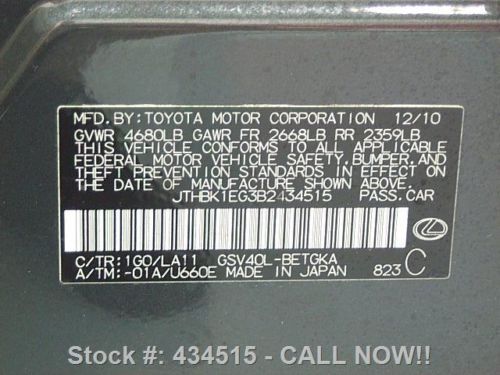 MFD.BY:TOYOTA MOTOR CORPORATION 12/10
GVWR 4680LB GAWR FR 2668LB RR 2359LB
THIS VEHICLE CONFORMS TO ALL APPLICABLE
FEDERAL MOTOR VEHICLE SAFETY,BUMPER,AND
THEFT PREVENTION STANDARDS IN EFFECT ON
THE DATE OF MANUFACTURE SHOWN ABOVE.
JTHBK1EG3B2434515 PASS.CAR
C/TR:1G0/LA11 GSV40L-BETGKA
A/TM:-01A/U660E MADE IN JAPAN 823 C
Stock #: 434515 - CALL NOW!!